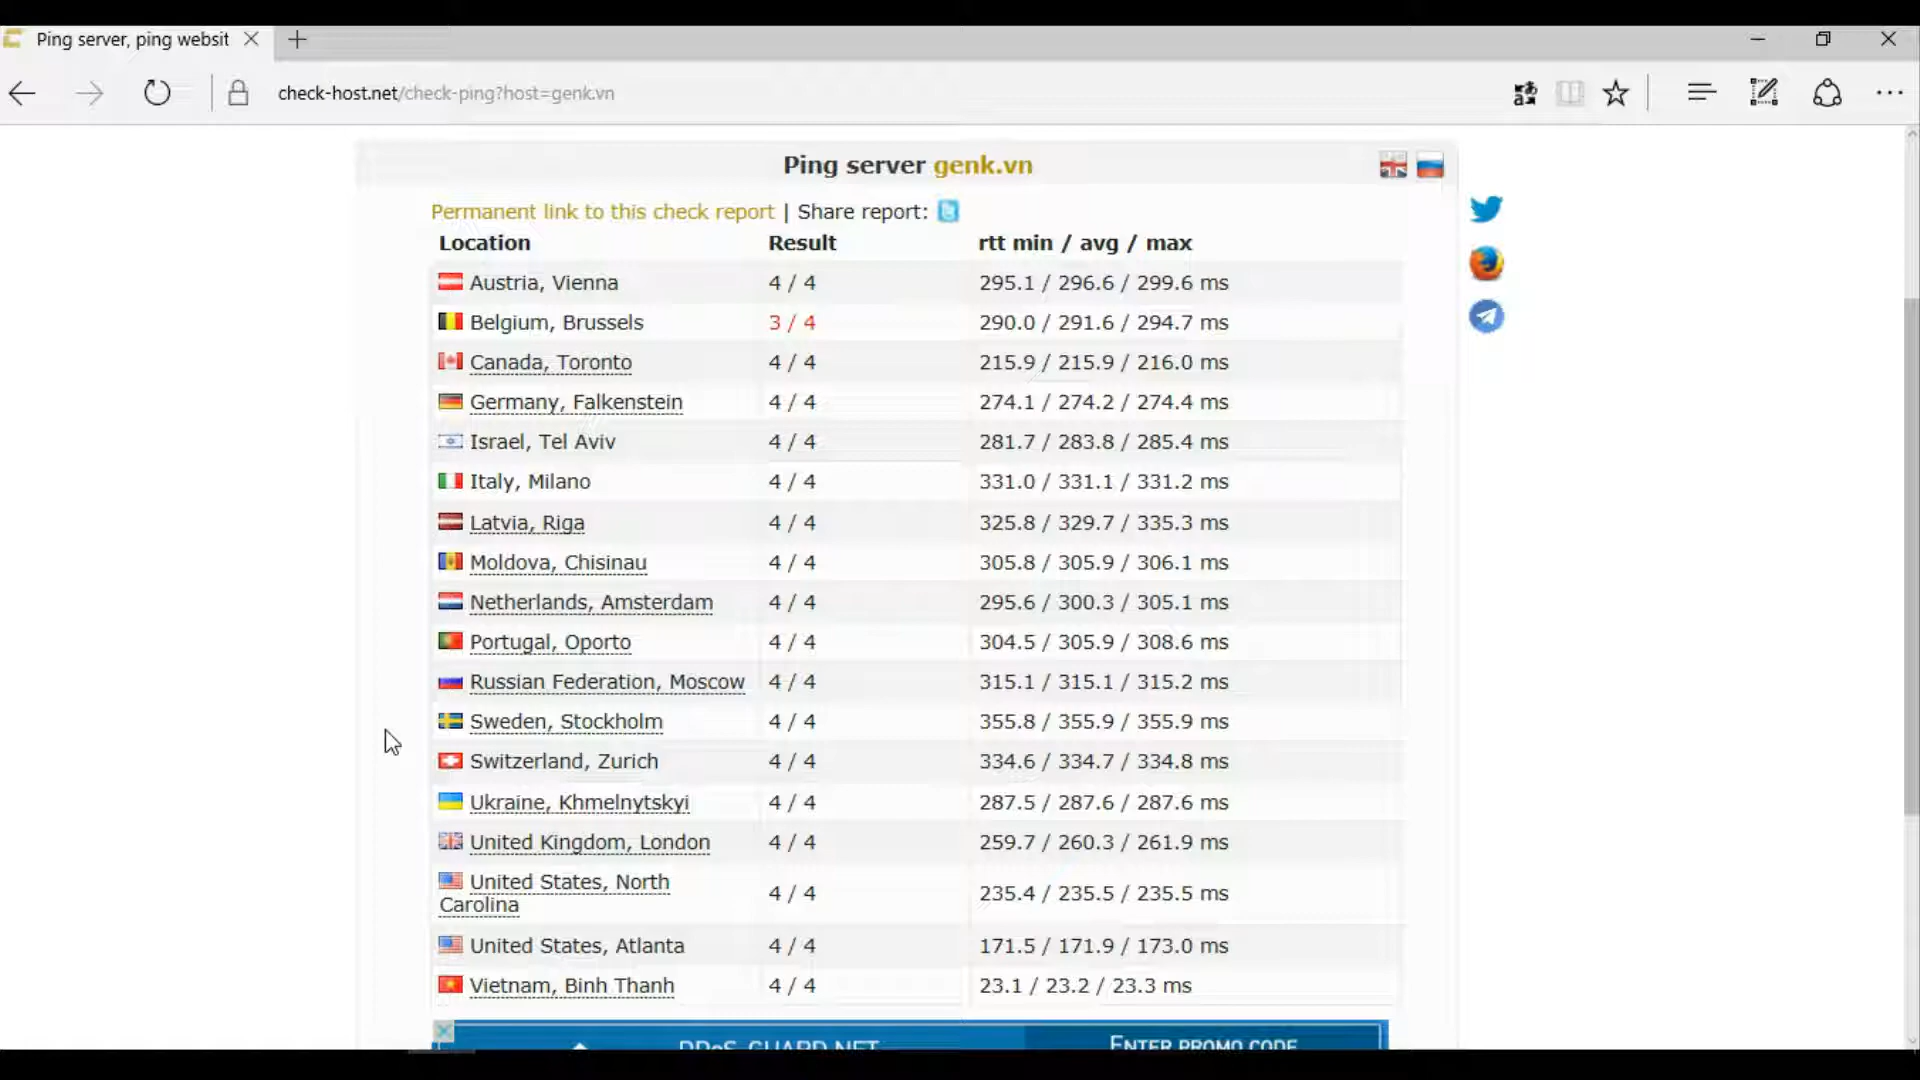 Ping server, ping websit
check-host.net/check-ping?host=genk.vn
Ping server genk.vn
Permanent link to this check report | Share report:
Location Result rtt min / avg / max
Austria, Vienna 4 / 4 295.1 / 296.6 / 299.6 ms
Belgium, Brussels 3 / 4 290.0 / 291.6 / 294.7 ms
Canada, Toronto 4 / 4 215.9 / 215.9 / 216.0 ms
Germany, Falkenstein 4 / 4 274.1 / 274.2 / 274.4 ms
Israel, Tel Aviv 4 / 4 281.7 / 283.8 / 285.4 ms
Italy, Milano 4 / 4 331.0 / 331.1 / 331.2 ms
Latvia, Riga 4 / 4 325.8 / 329.7 / 335.3 ms
Moldova, Chisinau 4 / 4 305.8 / 305.9 / 306.1 ms
Netherlands, Amsterdam 4 / 4 295.6 / 300.3 / 305.1 ms
Portugal, Oporto 4 / 4 304.5 / 305.9 / 308.6 ms
Russian Federation, Moscow 4 / 4 315.1 / 315.1 / 315.2 ms
Sweden, Stockholm 4 / 4 355.8 / 355.9 / 355.9 ms
Switzerland, Zurich 4 / 4 334.6 / 334.7 / 334.8 ms
Ukraine, Khmelnytskyi 4 / 4 287.5 / 287.6 / 287.6 ms
United Kingdom, London 4 / 4 259.7 / 260.3 / 261.9 ms
United States, North
Carolina 4 / 4 235.4 / 235.5 / 235.5 ms
United States, Atlanta 4 / 4 171.5 / 171.9 / 173.0 ms
Vietnam, Binh Thanh 4 / 4 23.1 / 23.2 / 23.3 ms
DDoS-GUARD.NET ENTER PROMO CODE